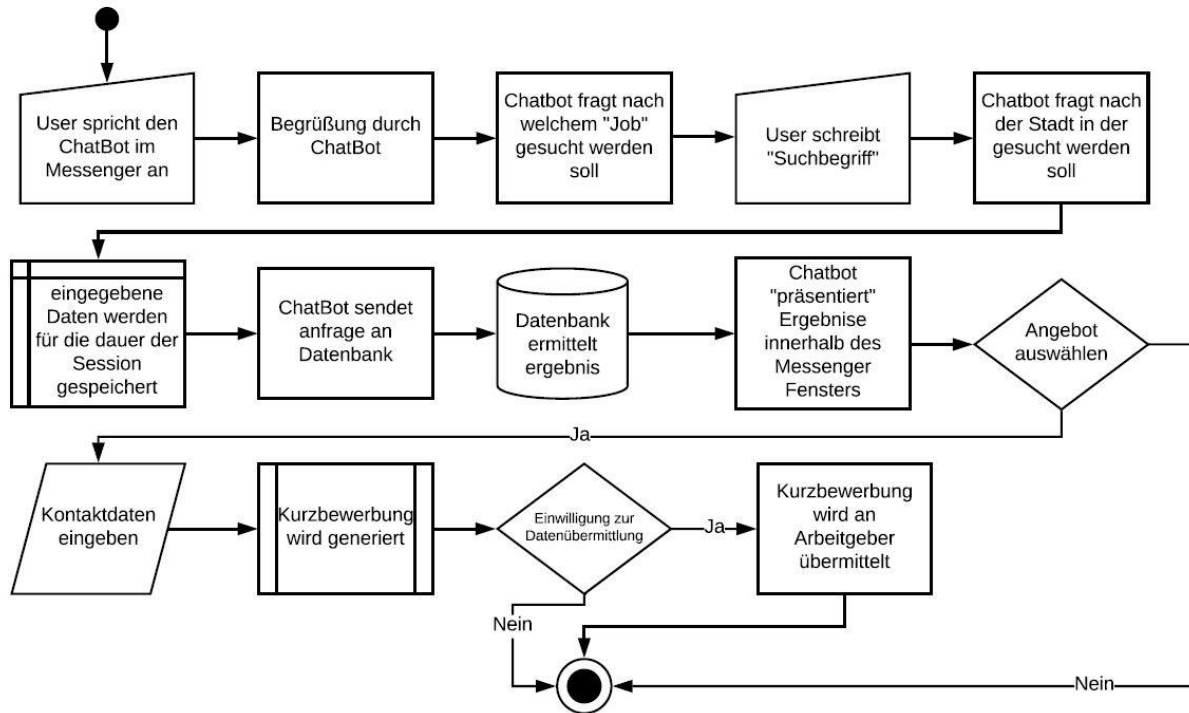 User spricht den
ChatBot im
Messenger an
Begrüßung durch
ChatBot
Chatbot fragt nach
welchem "Job"
gesucht werden
soll
User schreibt
"Suchbegriff"
Chatbot fragt nach
der Stadt in der
gesucht werden
soll
eingegebene
Daten werden
für die dauer der
Session
gespeichert
ChatBot sendet
anfrage an
Datenbank
Datenbank
ermittelt
ergebnis
Chatbot
"präsentiert"
Ergebnise
innerhalb des
Messenger
Fensters
Angebot
auswählen
Ja
Kontaktdaten
eingeben
Kurzbewerbung
wird generiert
Einwilligung zur
Datenübermittlung
Ja
Kurzbewerbung
wird an
Arbeitgeber
übermittelt
Nein
Nein